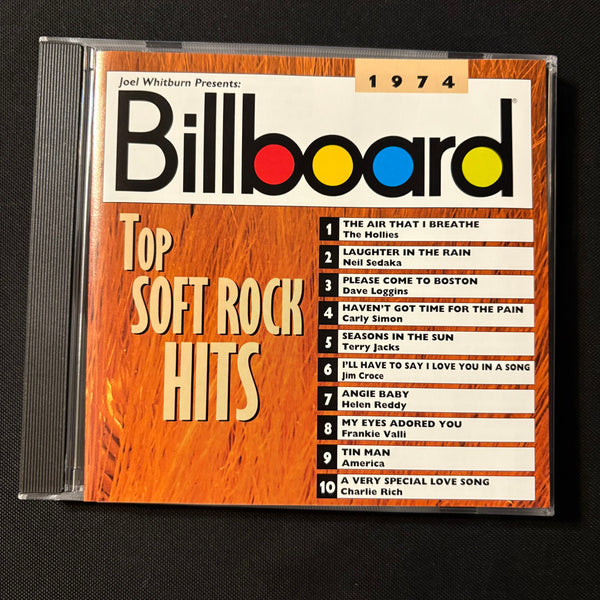 Joel Whitburn Presents:
1974
Billboard®
TOP
SOFT ROCK
HITS
1 THE AIR THAT I BREATHE
The Hollies
2 LAUGHTER IN THE RAIN
Neil Sedaka
3 PLEASE COME TO BOSTON
Dave Loggins
4 HAVEN'T GOT TIME FOR THE PAIN
Carly Simon
5 SEASONS IN THE SUN
Terry Jacks
6 I'LL HAVE TO SAY I LOVE YOU IN A SONG
Jim Croce
7 ANGIE BABY
Helen Reddy
8 MY EYES ADORED YOU
Frankie Valli
9 TIN MAN
America
10 A VERY SPECIAL LOVE SONG
Charlie Rich